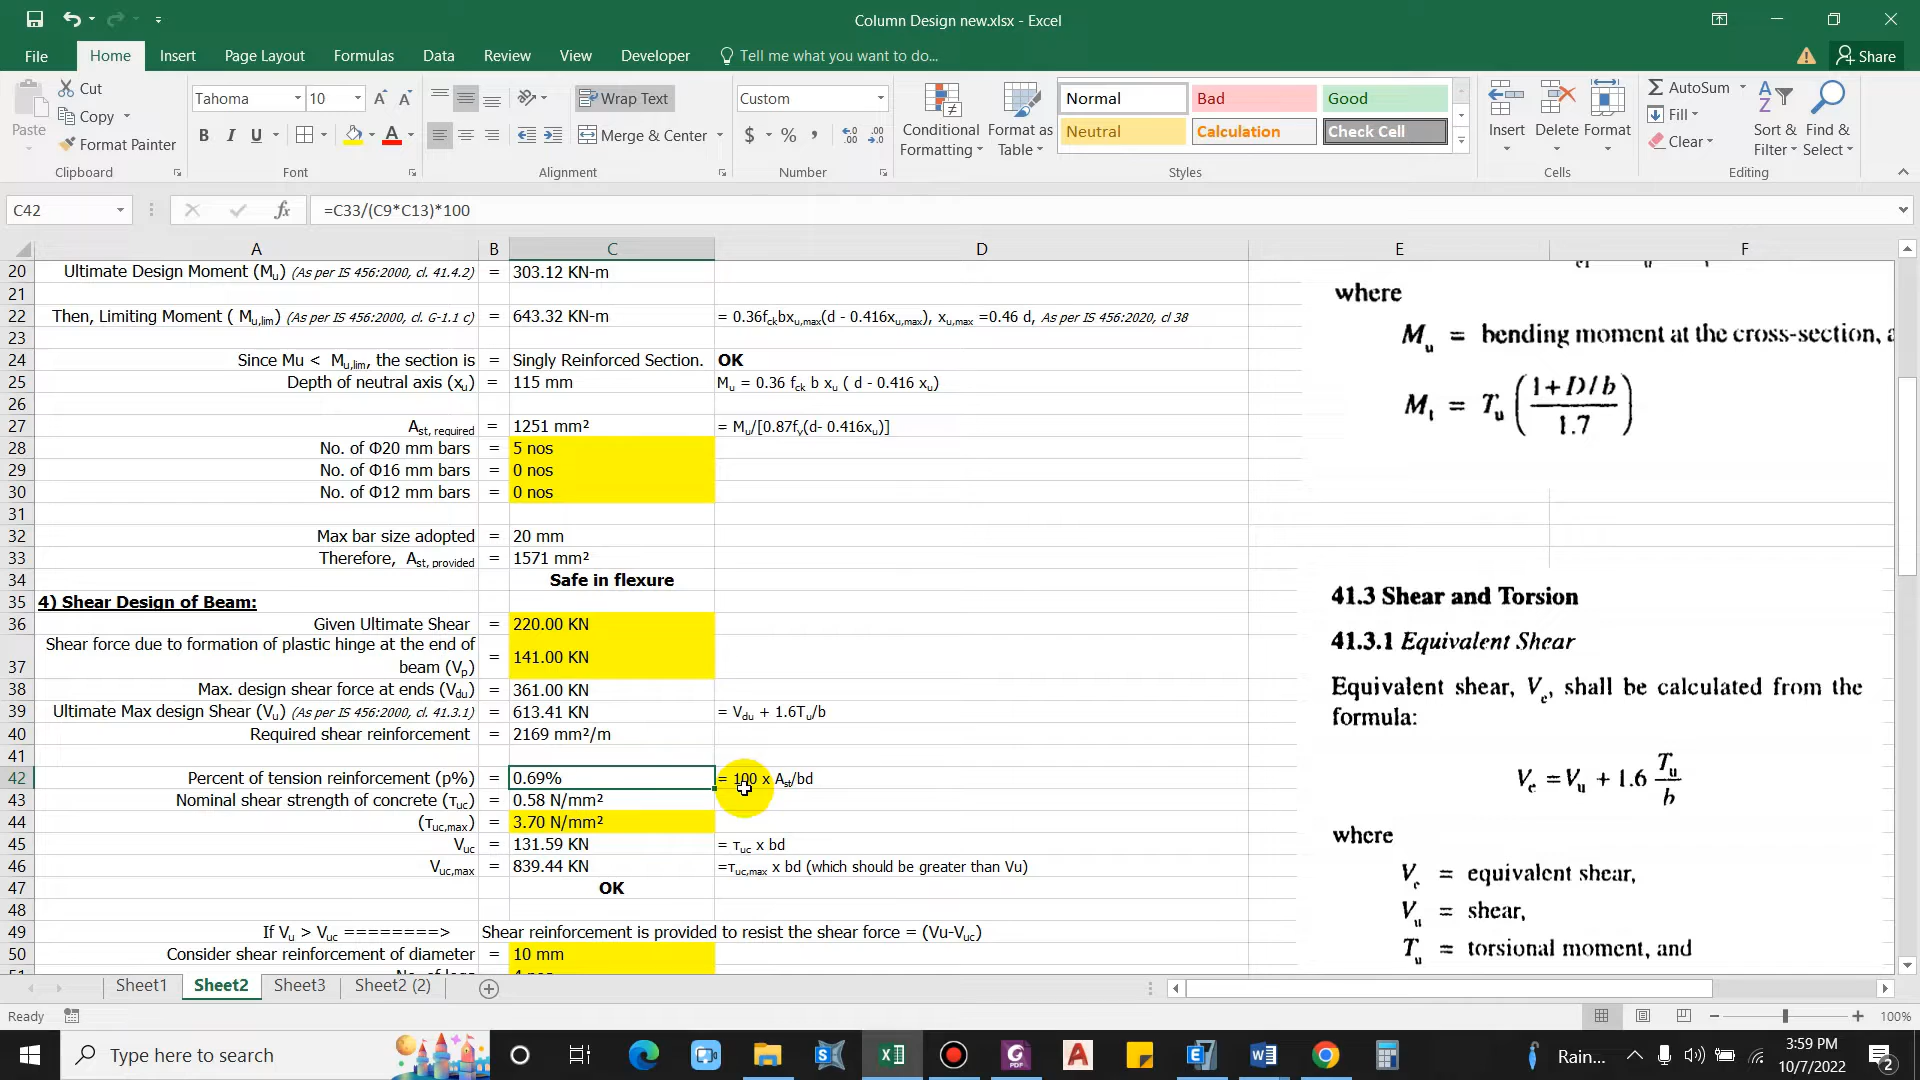 Column Design new.xlsx - Excel
File Home Insert Page Layout Formulas Data Review View Developer Tell me what you want to do... Share
Paste
Cut
Copy
Format Painter
Clipboard
Tahoma 10
B I U
Font
Wrap Text
Merge & Center
Alignment
Custom
$ % ,
Number
Conditional Formatting
Format as Table
Normal Bad Good
Neutral Calculation Check Cell
Styles
Insert Delete Format
Cells
AutoSum
Fill
Clear
Sort & Filter
Find & Select
Editing
C42 fx =C33/(C9*C13)*100
A B C D E F
20 Ultimate Design Moment (Mu) (As per IS 456:2000, cl. 41.4.2) = 303.12 KN-m
21
22 Then, Limiting Moment ( Mu,lim) (As per IS 456:2000, cl. G-1.1 c) = 643.32 KN-m = 0.36fckbxu,max(d - 0.416xu,max), xu,max =0.46 d, As per IS 456:2020, cl 38
23
24 Since Mu < Mu,lim, the section is = Singly Reinforced Section. OK
25 Depth of neutral axis (xu) = 115 mm Mu = 0.36 fck b xu ( d - 0.416 xu)
26
27 Ast, required = 1251 mm² = Mu/[0.87fy(d- 0.416xu)]
28 No. of Φ20 mm bars = 5 nos
29 No. of Φ16 mm bars = 0 nos
30 No. of Φ12 mm bars = 0 nos
31
32 Max bar size adopted = 20 mm
33 Therefore, Ast, provided = 1571 mm²
34 Safe in flexure
35 4) Shear Design of Beam:
36 Given Ultimate Shear = 220.00 KN
37 Shear force due to formation of plastic hinge at the end of
beam (Vp) = 141.00 KN
38 Max. design shear force at ends (Vdu) = 361.00 KN
39 Ultimate Max design Shear (Vu) (As per IS 456:2000, cl. 41.3.1) = 613.41 KN = Vdu + 1.6Tu/b
40 Required shear reinforcement = 2169 mm²/m
41
42 Percent of tension reinforcement (p%) = 0.69% = 100 x Ast/bd
43 Nominal shear strength of concrete (τuc) = 0.58 N/mm²
44 (τuc,max) = 3.70 N/mm²
45 Vuc = 131.59 KN = τuc x bd
46 Vuc,max = 839.44 KN =τuc,max x bd (which should be greater than Vu)
47 OK
48
49 If Vu > Vuc ========> Shear reinforcement is provided to resist the shear force = (Vu-Vuc)
50 Consider shear reinforcement of diameter = 10 mm
where
Mu = bending moment at the cross-section,
Mt = Tu ( 1+D/b / 1.7 )
41.3 Shear and Torsion
41.3.1 Equivalent Shear
Equivalent shear, Ve, shall be calculated from the
formula:
Ve = Vu + 1.6 Tu / b
where
Ve = equivalent shear,
Vu = shear,
Tu = torsional moment, and
Sheet1 Sheet2 Sheet3 Sheet2 (2)
Ready 100%
Type here to search
Rain...
3:59 PM
10/7/2022
2